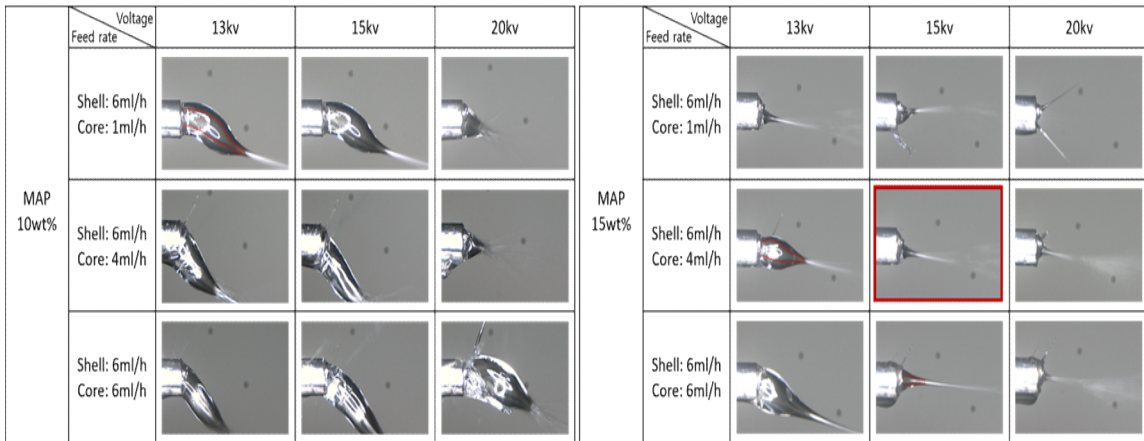 Voltage
Feed rate
13kv
15kv
20kv
Shell: 6ml/h
Core: 1ml/h
MAP
10wt%
Shell: 6ml/h
Core: 4ml/h
Shell: 6ml/h
Core: 6ml/h
Voltage
Feed rate
13kv
15kv
20kv
Shell: 6ml/h
Core: 1ml/h
MAP
15wt%
Shell: 6ml/h
Core: 4ml/h
Shell: 6ml/h
Core: 6ml/h